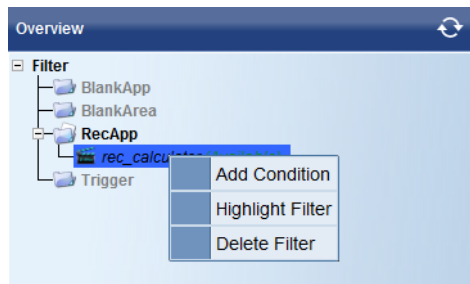 Overview
Filter
BlankApp
BlankArea
RecApp
rec_calculator
Trigger
Add Condition
Highlight Filter
Delete Filter